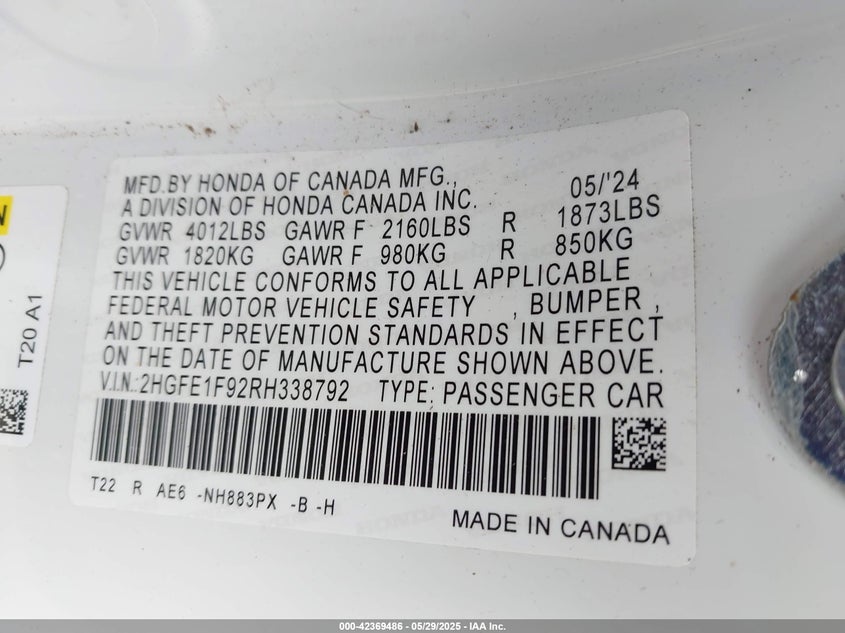 MFD.BY HONDA OF CANADA MFG., 05/'24
A DIVISION OF HONDA CANADA INC.
GVWR 4012LBS GAWR F 2160LBS R 1873LBS
GVWR 1820KG GAWR F 980KG R 850KG
THIS VEHICLE CONFORMS TO ALL APPLICABLE
FEDERAL MOTOR VEHICLE SAFETY , BUMPER ,
AND THEFT PREVENTION STANDARDS IN EFFECT
ON THE DATE OF MANUFACTURE SHOWN ABOVE.
V.I.N.:2HGFE1F92RH338792 TYPE: PASSENGER CAR
T22 R AE6 -NH883PX -B -H
MADE IN CANADA
T20 A1
000-42369486 - 05/29/2025 - IAA Inc.